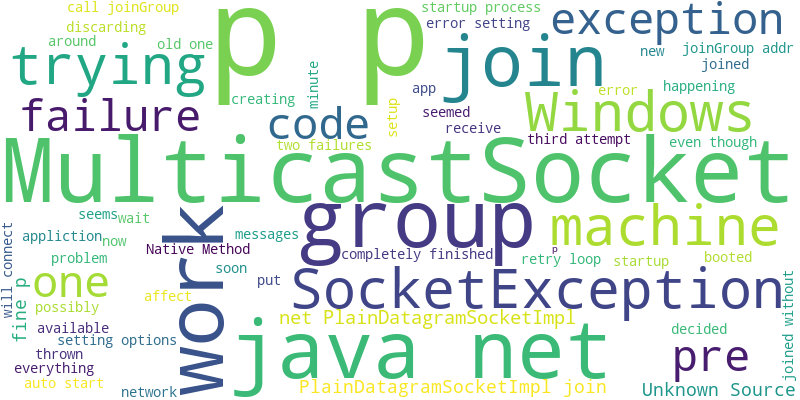 call joinGroup
startup process
exception
discarding
p p
error setting
around
old one
join
new
joinGroup addr
trying
joined
minute
creating
app
error
happening
failure
code
setup
seemed
Windows
receive
two failures
third attempt
even though
MulticastSocket
seems
wait
work
group
machine
will connect
appliction
now
messages
Native Method
completely finished
p
problem
soon
retry loop
startup
booted
one
put
SocketException
fine p
affect
possibly
available
net PlainDatagramSocketImpl
joined without
setting options
java net
decided
thrown
pre
everything
auto start
PlainDatagramSocketImpl join
network
Unknown Source